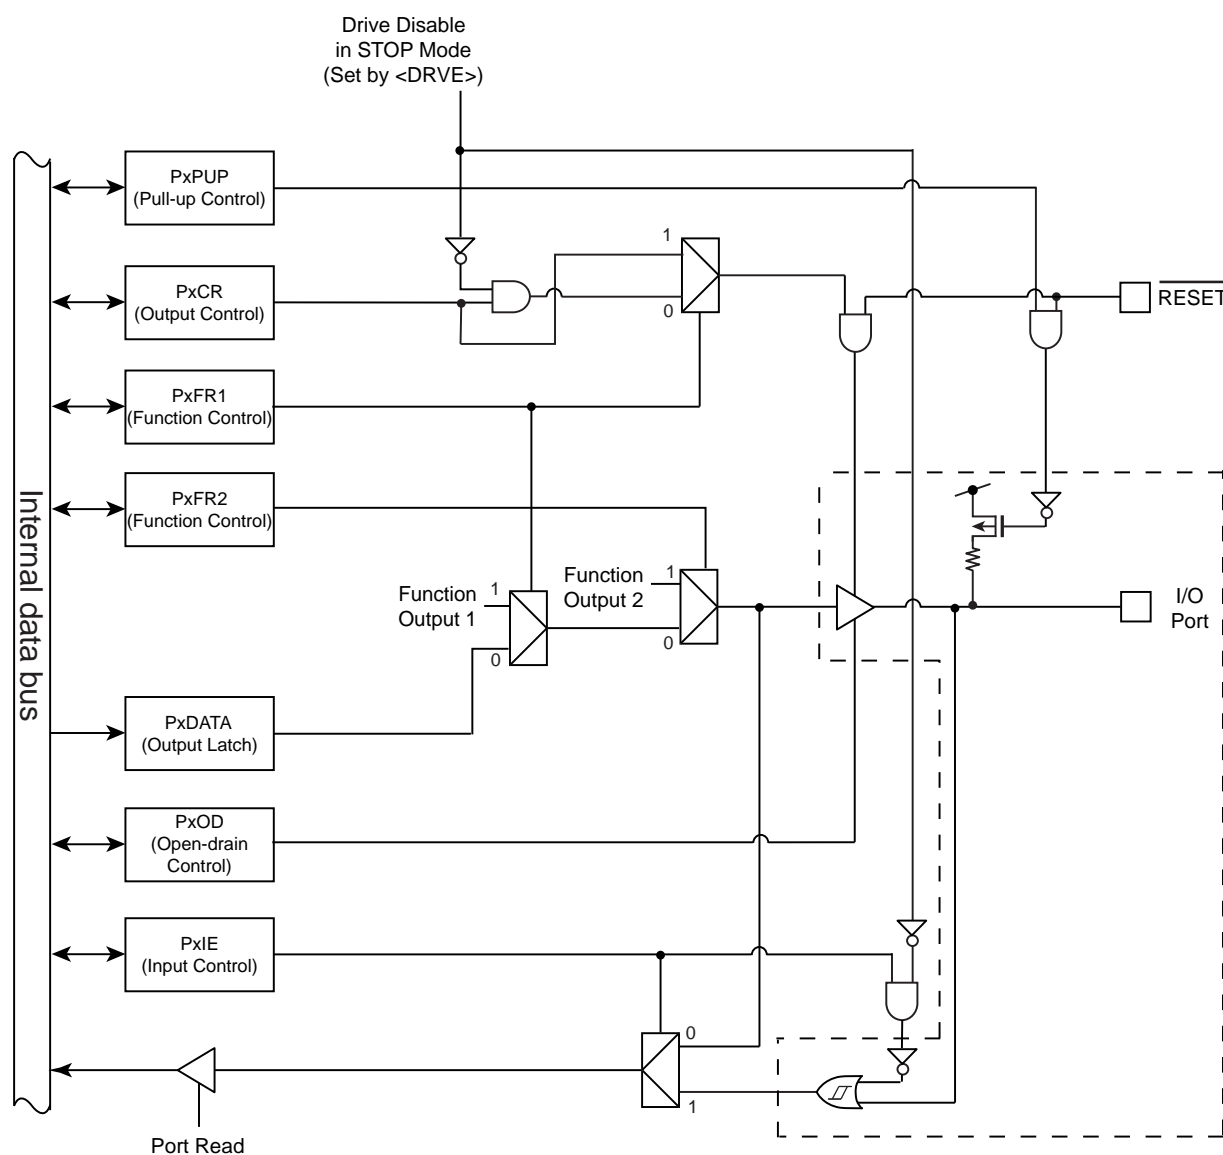 Drive Disable
in STOP Mode
(Set by <DRVE>)
PxPUP
(Pull-up Control)
1
PxCR
(Output Control)
0
RESET
PxFR1
(Function Control)
Internal data bus
PxFR2
(Function Control)
Function
Output 1
1
0
Function
Output 2
1
0
I/O
Port
PxDATA
(Output Latch)
PxOD
(Open-drain
Control)
PxIE
(Input Control)
0
1
Port Read